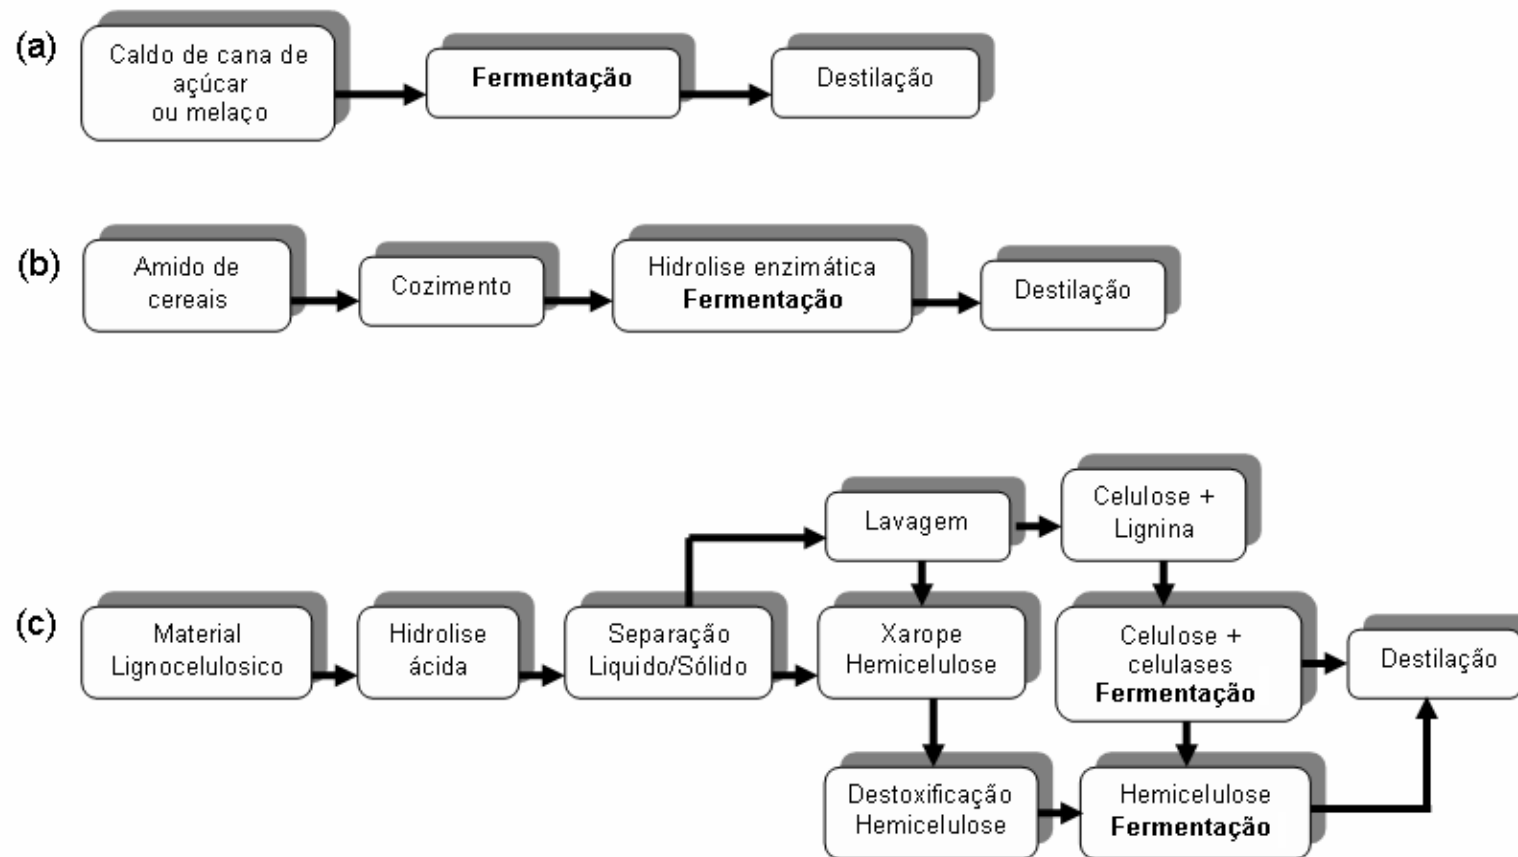 (a)
Caldo de cana de
açúcar
ou melaço
Fermentação
Destilação
(b)
Amido de
cereais
Cozimento
Hidrolise enzimática
Fermentação
Destilação
(c)
Material
Lignocelulosico
Hidrolise
ácida
Separação
Liquido/Sólido
Lavagem
Celulose +
Lignina
Xarope
Hemicelulose
Celulose +
celulases
Fermentação
Destilação
Destoxificação
Hemicelulose
Hemicelulose
Fermentação